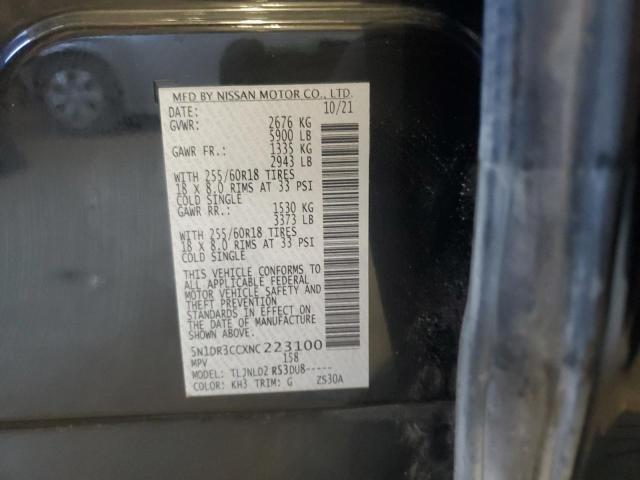 MFD BY NISSAN MOTOR CO., LTD.
DATE: 10/21
GVWR: 2676 KG
5900 LB
GAWR FR.: 1335 KG
2943 LB
WITH 255/60R18 TIRES
18 X 8.0 RIMS AT 33 PSI
COLD SINGLE
GAWR RR.: 1530 KG
3373 LB
WITH 255/60R18 TIRES
18 X 8.0 RIMS AT 33 PSI
COLD SINGLE
THIS VEHICLE CONFORMS TO
ALL APPLICABLE FEDERAL
MOTOR VEHICLE SAFETY AND
THEFT PREVENTION
STANDARDS IN EFFECT ON
THE DATE OF MANUFACTURE
SHOWN ABOVE.
5N1DR3CCXNC223100
MPV 158
MODEL: TLJNLD2 R53DU8-----
COLOR: KH3 TRIM: G ZS30A